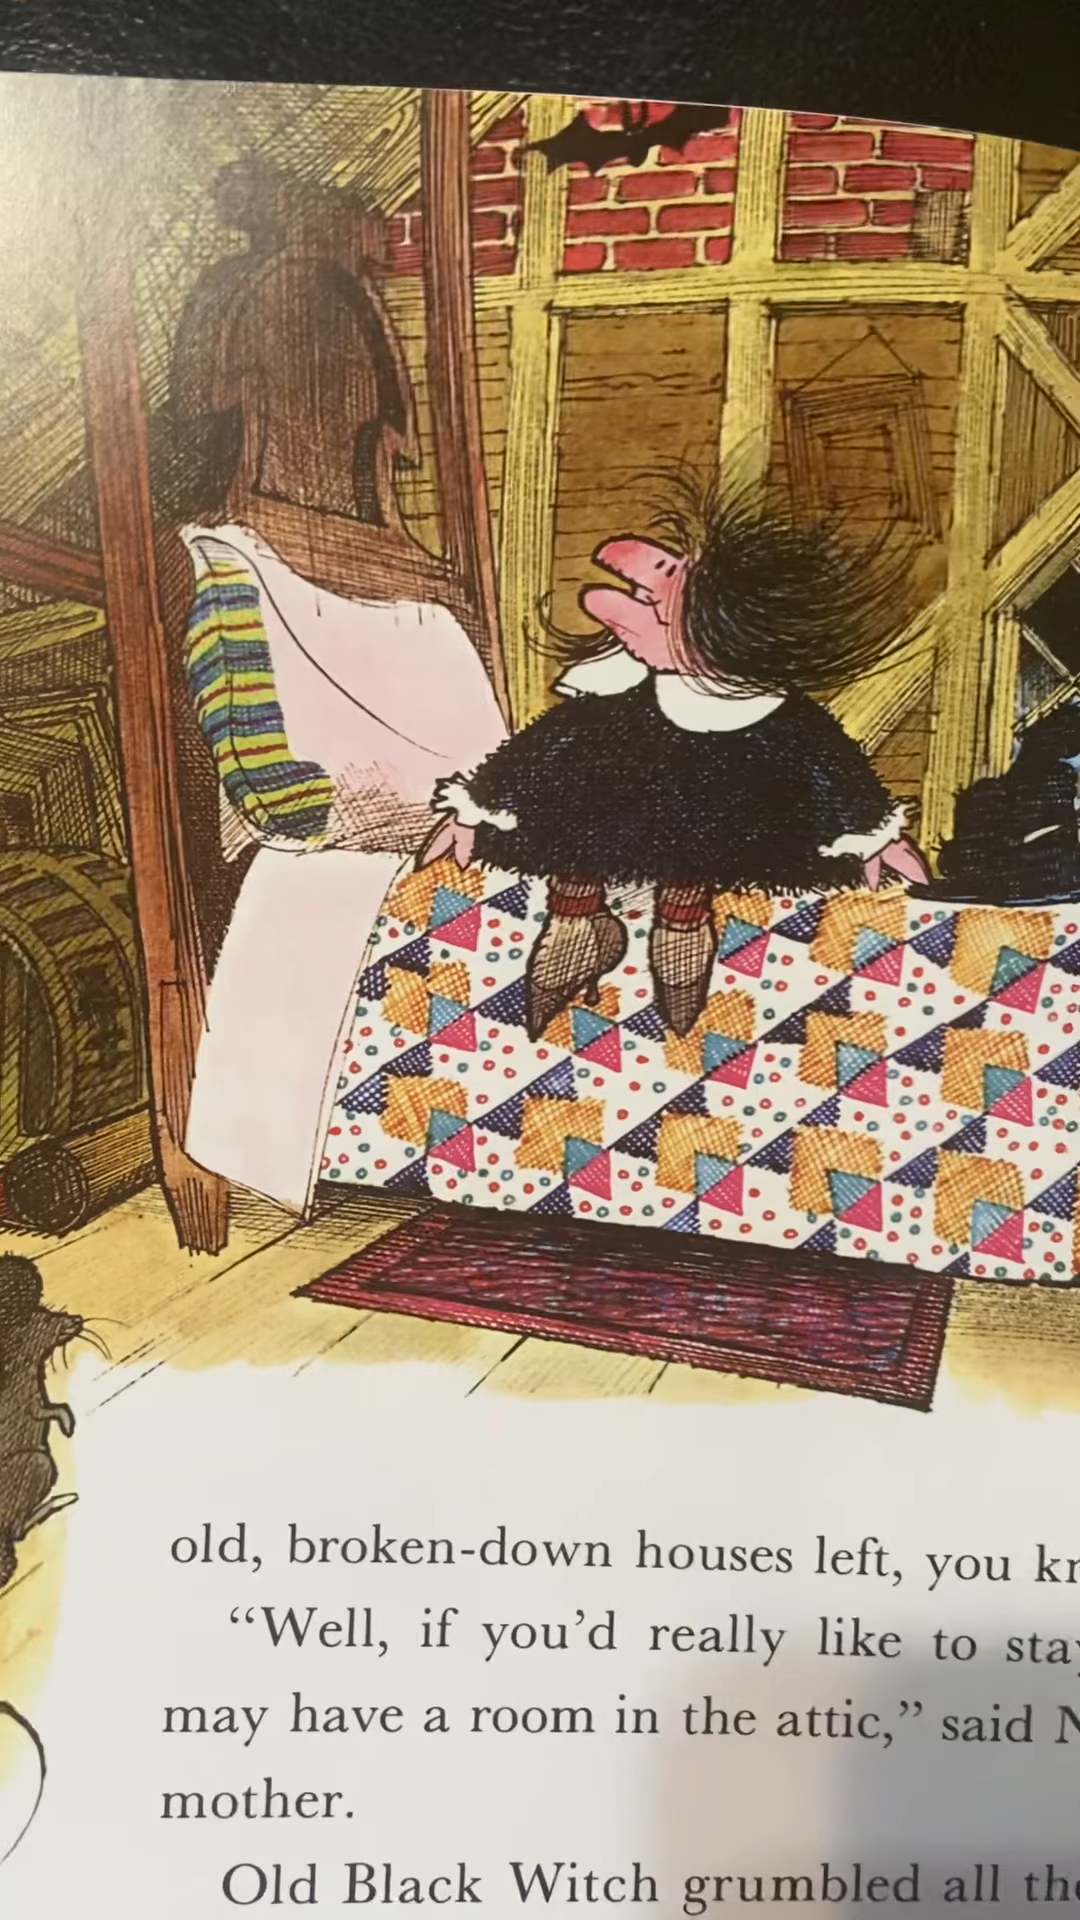 old, broken-down houses left, you
“Well, if you’d really like to
may have a room in the attic,” said
mother.
Old Black Witch grumbled all